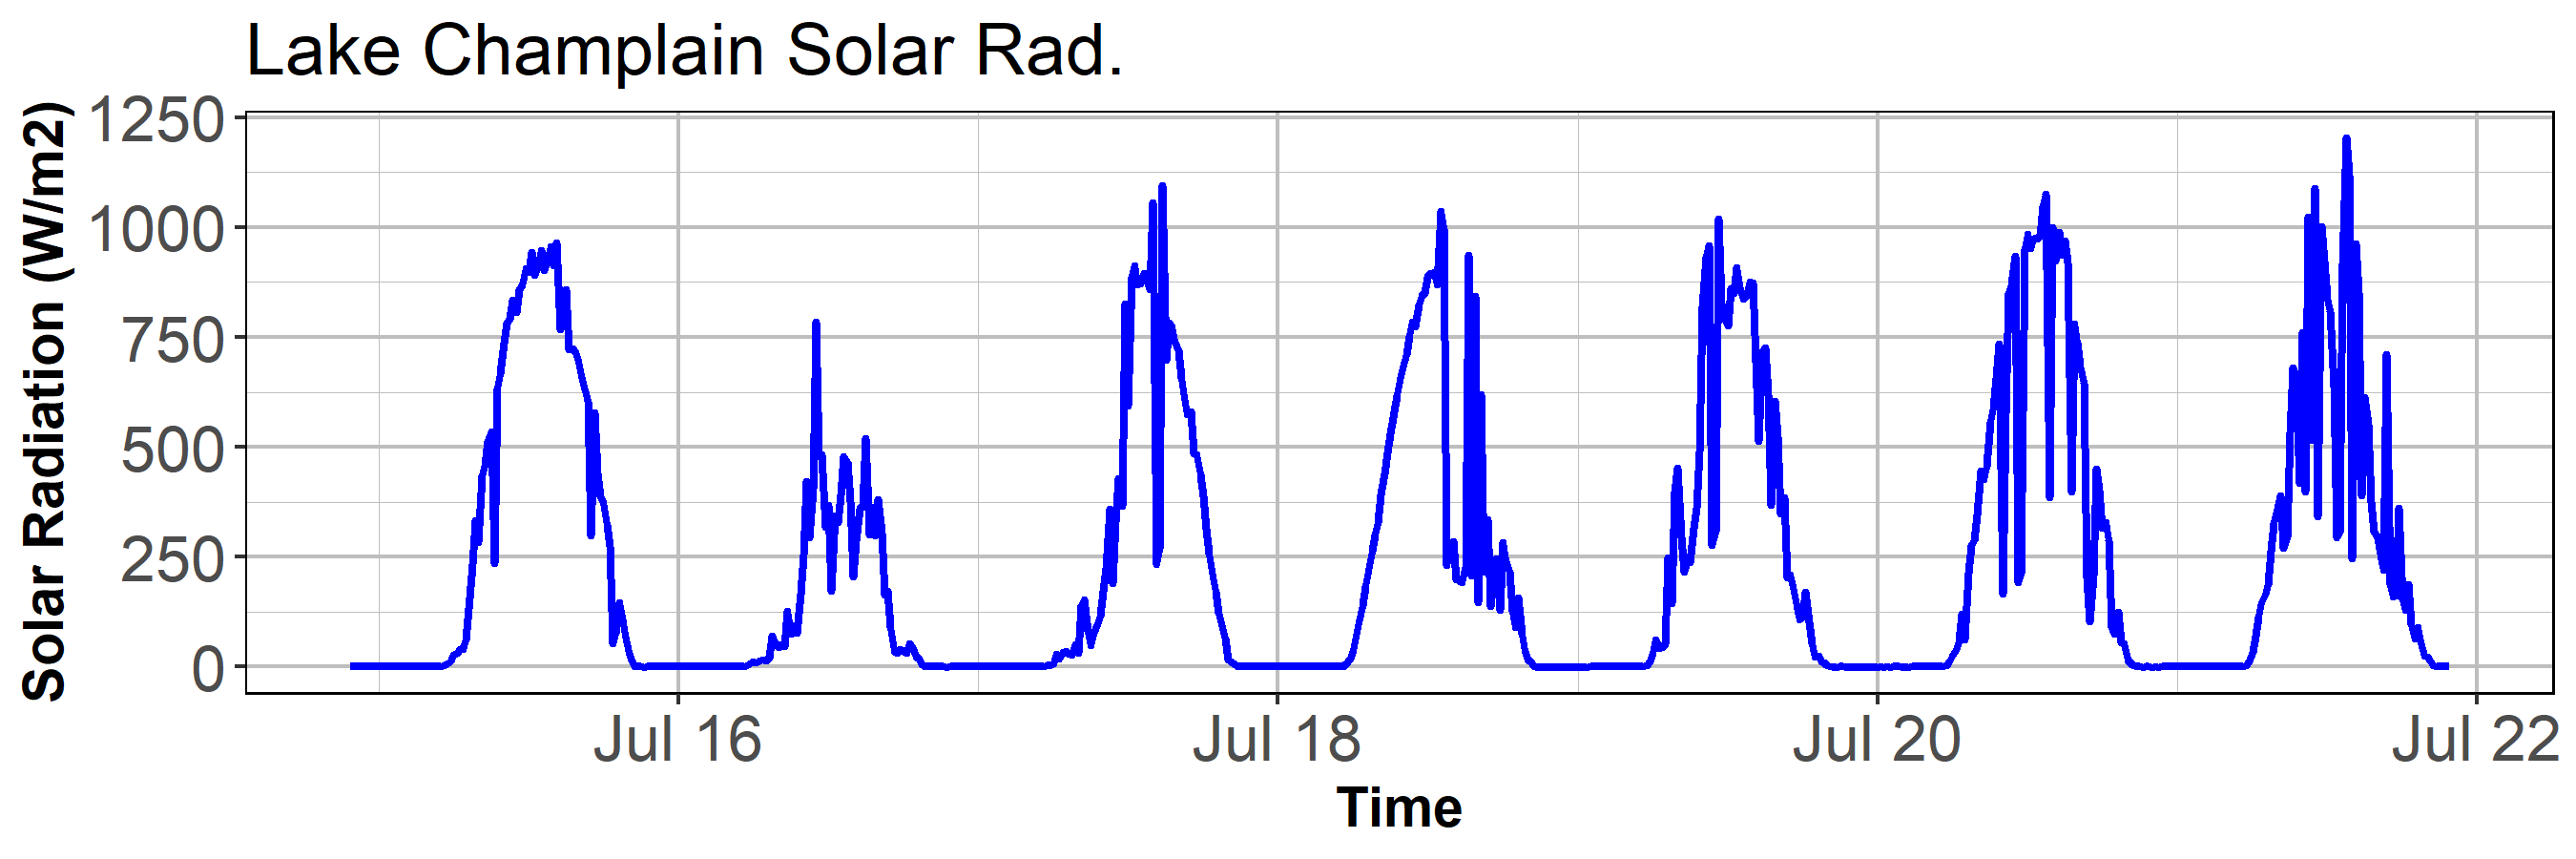 Lake Champlain Solar Rad.
Solar Radiation (W/m2)
1250
1000
750
500
250
0
Jul 16 Jul 18 Jul 20 Jul 22
Time